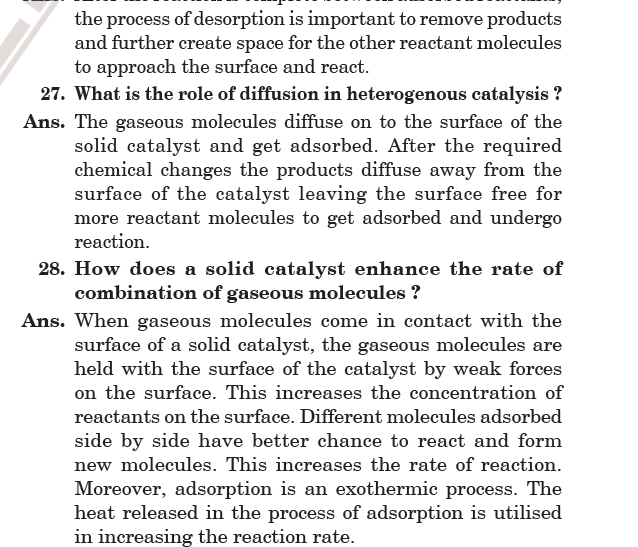 the process of desorption is important to remove products
and further create space for the other reactant molecules
to approach the surface and react.
27. What is the role of diffusion in heterogenous catalysis ?
Ans. The gaseous molecules diffuse on to the surface of the
solid catalyst and get adsorbed. After the required
chemical changes the products diffuse away from the
surface of the catalyst leaving the surface free for
more reactant molecules to get adsorbed and undergo
reaction.
28. How does a solid catalyst enhance the rate of
combination of gaseous molecules ?
Ans. When gaseous molecules come in contact with the
surface of a solid catalyst, the gaseous molecules are
held with the surface of the catalyst by weak forces
on the surface. This increases the concentration of
reactants on the surface. Different molecules adsorbed
side by side have better chance to react and form
new molecules. This increases the rate of reaction.
Moreover, adsorption is an exothermic process. The
heat released in the process of adsorption is utilised
in increasing the reaction rate.